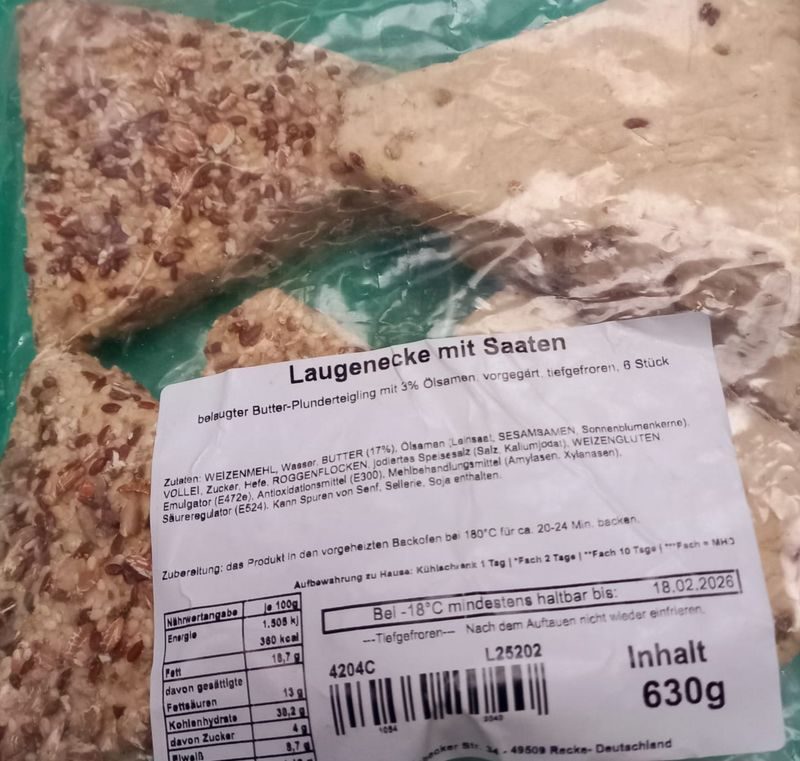 Laugenecke mit Saaten
belaugter Butter-Plunderteigling mit 3% Ölsamen, vorgegärt, tiefgefroren, 6 Stück
Zutaten: WEIZENMEHL, Wasser, BUTTER (17%), Ölsamen (Leinsaat, SESAMSAMEN, Sonnenblumenkerne),
VOLLEI, Zucker, Hefe, ROGGENFLOCKEN, jodiertes Speisesalz (Salz, Kaliumjodat), WEIZENGLUTEN
Emulgator (E472e), Antioxidationsmittel (E300), Mehlbehandlungsmittel (Amylasen, Xylanasen),
Säureregulator (E524). Kann Spuren von Senf, Sellerie, Soja enthalten.
Zubereitung: das Produkt in den vorgeheizten Backofen bei 180°C für ca. 20-24 Min. backen.
Aufbewahrung zu Hause: Kühlschrank 1 Tag | *Fach 2 Tage | **Fach 10 Tage | ***Fach = MHD
Bei -18°C mindestens haltbar bis: 18.02.2026
---Tiefgefroren--- Nach dem Auftauen nicht wieder einfrieren.
Nährwertangabe je 100g
Energie 1.505 kj
360 kcal
Fett 18,7 g
davon gesättigte
Fettsäuren 13 g
Kohlenhydrate 38,2 g
davon Zucker 4 g
Eiweiß 8,7 g
4204C L25202
Inhalt
630g
Str. 34 - 49509 Recke- Deutschland